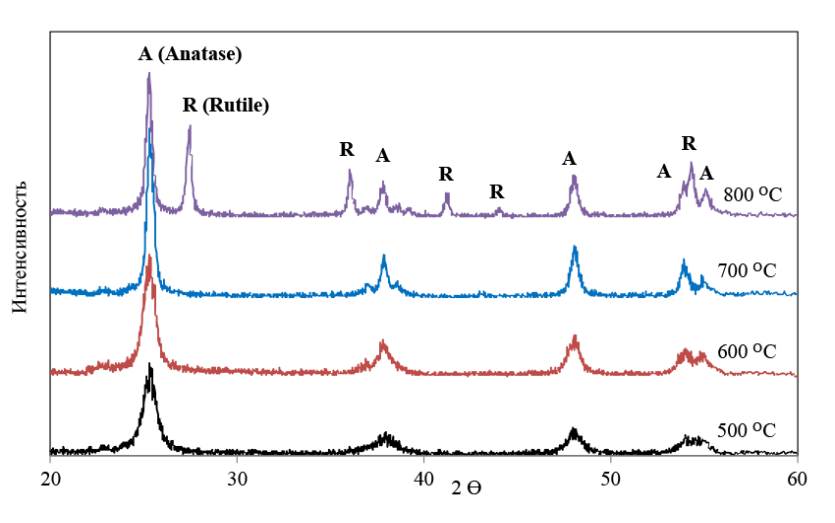 A (Anatase)
R (Rutile)
R
A
R
R
A
A
R
A
800 ᴼC
700 ᴼC
600 ᴼC
500 ᴼC
Интенсивность
20
30
40
50
60
2 ϴ